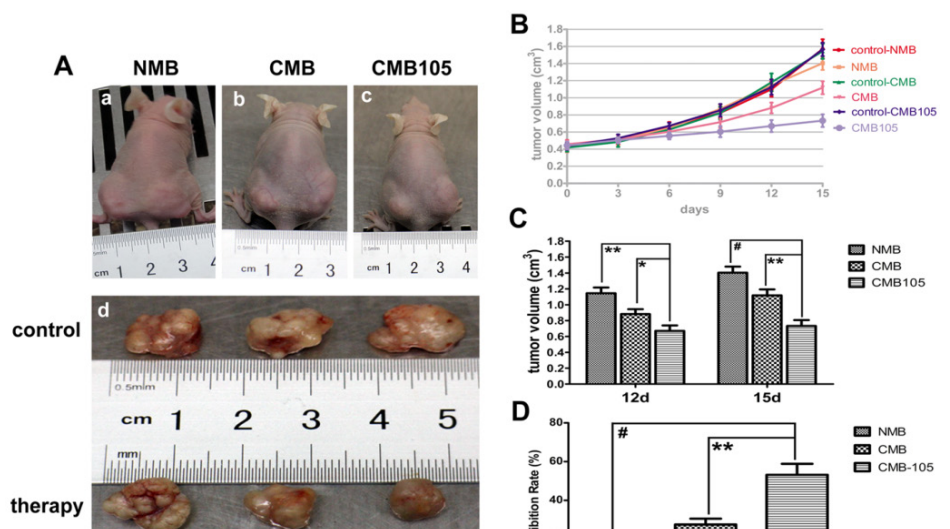 A
NMB CMB CMB105
a
b
c
cm 1 2 3 4
1 2 3
cm 1 2 3 4
control
d
0.5mm
cm 1 2 3 4 5
mm
therapy
B
tumor volume (cm3)
1.8
1.6
1.4
1.2
1.0
0.8
0.6
0.4
0.2
0.0
0 3 6 9 12 15
days
control-NMB
NMB
control-CMB
CMB
control-CMB105
CMB105
C
tumor volume (cm3)
1.8
1.6
1.4
1.2
1.0
0.8
0.6
0.4
0.2
0.0
** * # **
12d 15d
NMB
CMB
CMB105
D
ibition Rate (%)
80
60
40
# **
NMB
CMB
CMB-105